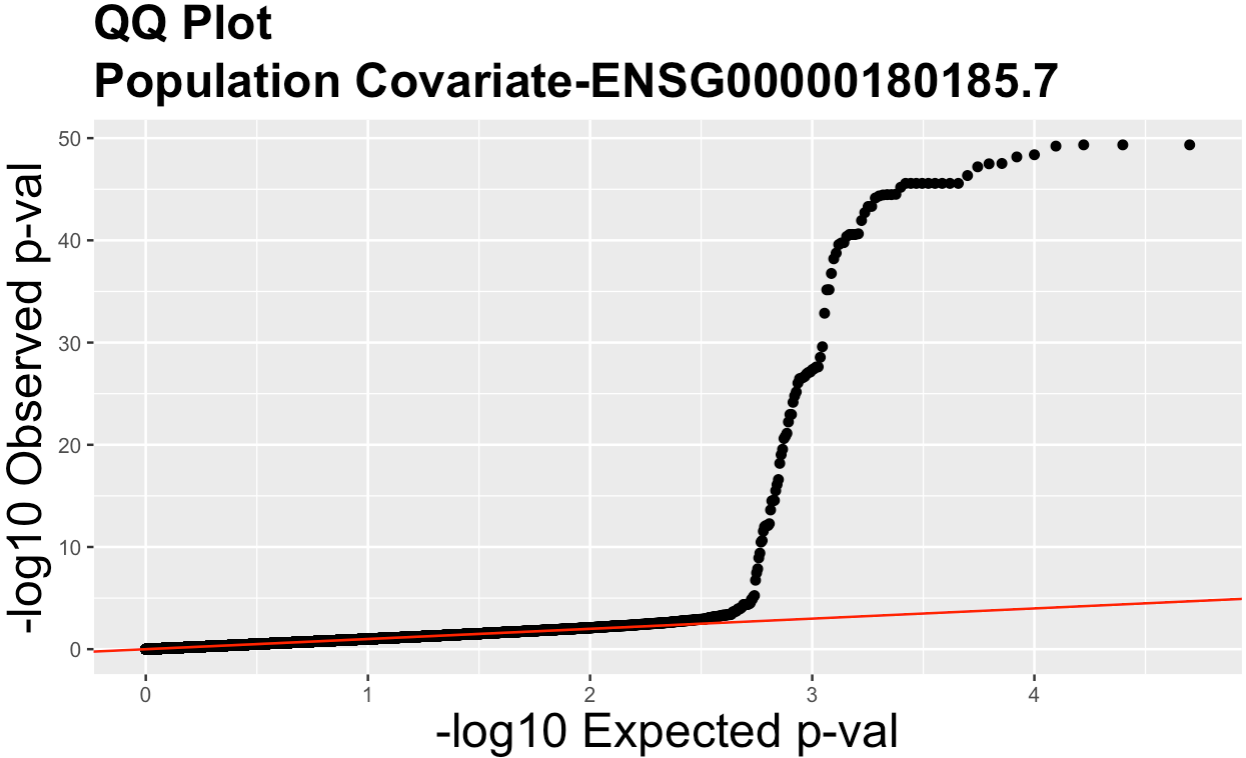 QQ Plot
Population Covariate-ENSG00000180185.7
-log10 Observed p-val
50
40
30
20
10
0
0 1 2 3 4
-log10 Expected p-val